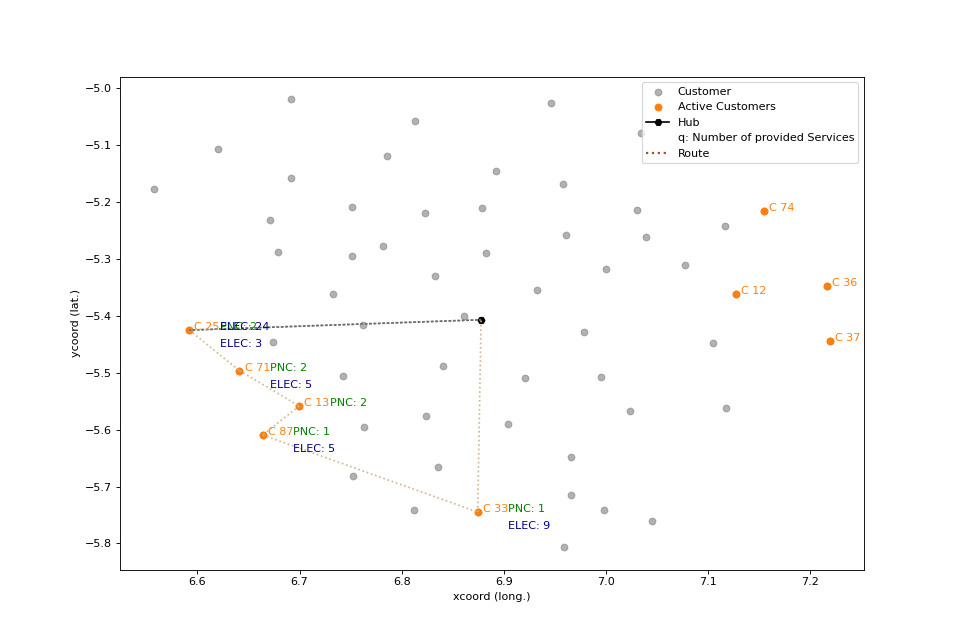 Customer
Active Customers
Hub
q: Number of provided Services
Route
−5.0
−5.1
−5.2
−5.3
−5.4
−5.5
−5.6
−5.7
−5.8
ycoord (lat.)
C 74
C 36
C 12
C 37
C 25
ELEC: 3
C 71 PNC: 2
ELEC: 5
C 13 PNC: 2
C 87 PNC: 1
ELEC: 5
C 33 PNC: 1
ELEC: 9
6.6 6.7 6.8 6.9 7.0 7.1 7.2
xcoord (long.)